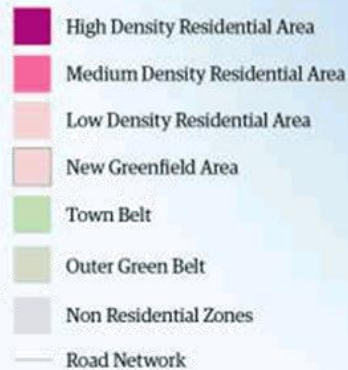 High Density Residential Area
Medium Density Residential Area
Low Density Residential Area
New Greenfield Area
Town Belt
Outer Green Belt
Non Residential Zones
Road Network